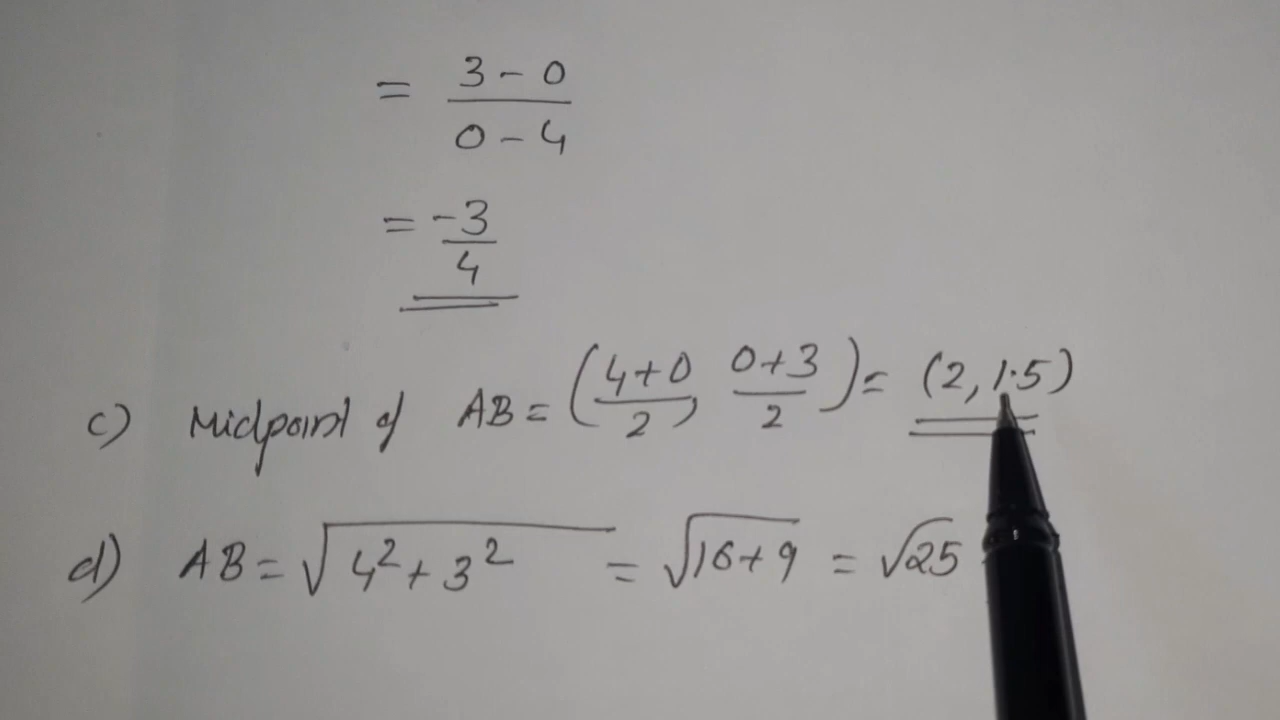 = 3 - 0 / 0 - 4
= -3 / 4
c) Midpoint of AB = (4+0 / 2, 0+3 / 2) = (2, 1.5)
d) AB = √4² + 3² = √16+9 = √25